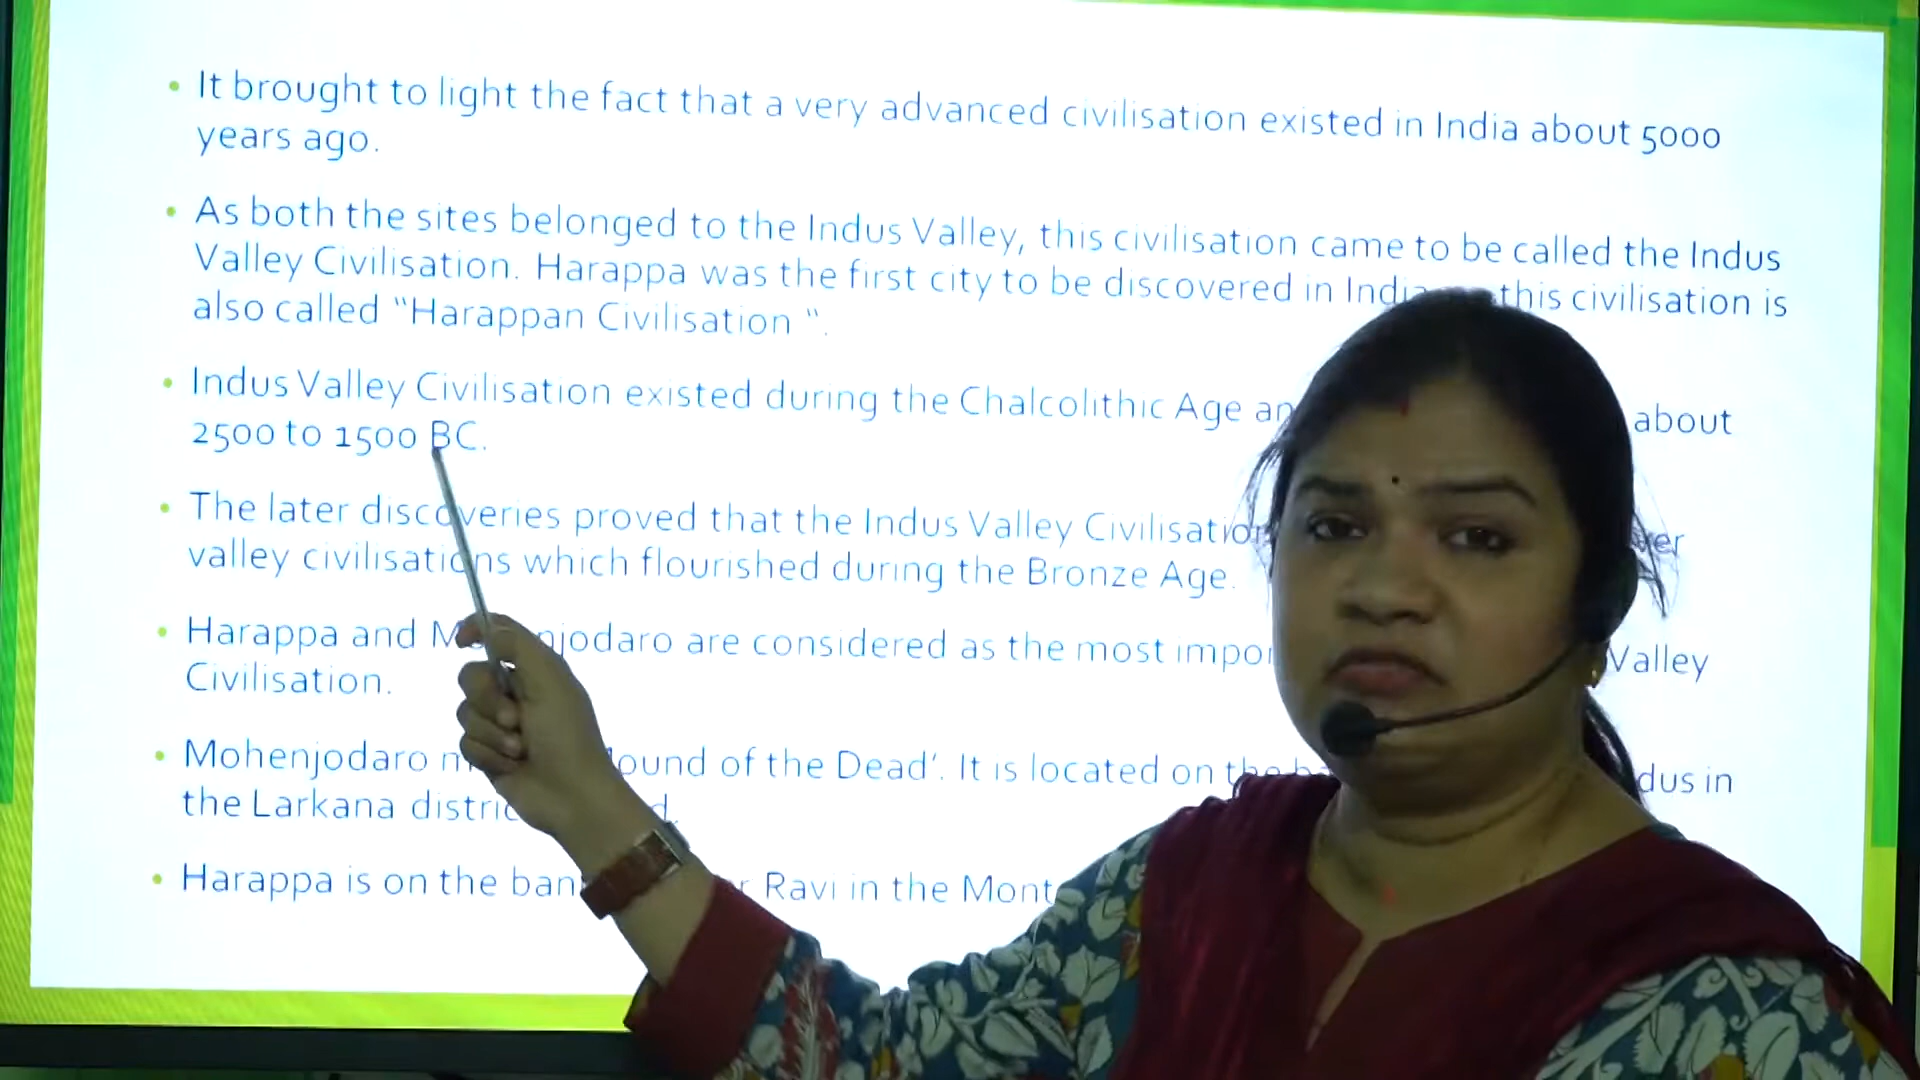 It brought to light the fact that a very advanced civilisation existed in India about 5000
years ago.
As both the sites belonged to the Indus Valley, this civilisation came to be called the Indus
Valley Civilisation. Harappa was the first city to be discovered in this civilisation is
also called “Harappan Civilisation “.
Indus Valley Civilisation existed during the Chalcolithic Age about
2500 to 1500 BC.
The later discoveries proved that the Indus Valley
valley civilisations which flourished during the Bronze Age.
Harappa and are considered as the most Valley
Civilisation.
Mohenjodaro of the Dead’. It is located on in
the Larkana
Harappa is on the Ravi in the